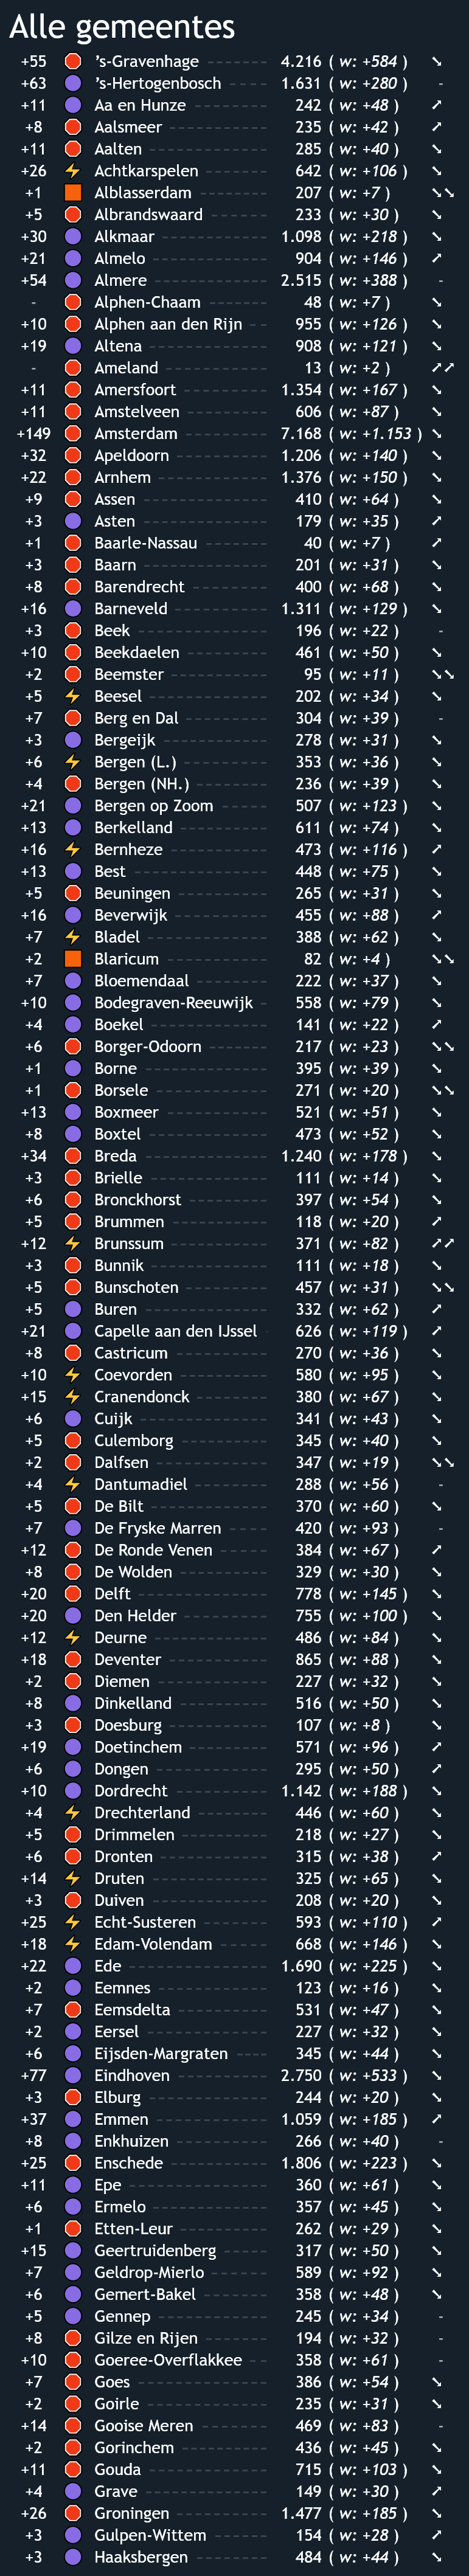 Alle gemeentes
+55 's-Gravenhage 4.216 ( w: +584 )
+63 's-Hertogenbosch 1.631 ( w: +280 )
+11 Aa en Hunze 242 ( w: +48 )
+8 Aalsmeer 235 ( w: +42 )
+11 Aalten 285 ( w: +40 )
+26 Achtkarspelen 642 ( w: +106 )
+1 Alblasserdam 207 ( w: +7 )
+5 Albrandswaard 233 ( w: +30 )
+30 Alkmaar 1.098 ( w: +218 )
+21 Almelo 904 ( w: +146 )
+54 Almere 2.515 ( w: +388 )
- Alphen-Chaam 48 ( w: +7 )
+10 Alphen aan den Rijn 955 ( w: +126 )
+19 Altena 908 ( w: +121 )
- Ameland 13 ( w: +2 )
+11 Amersfoort 1.354 ( w: +167 )
+11 Amstelveen 606 ( w: +87 )
+149 Amsterdam 7.168 ( w: +1.153 )
+32 Apeldoorn 1.206 ( w: +140 )
+22 Arnhem 1.376 ( w: +150 )
+9 Assen 410 ( w: +64 )
+3 Asten 179 ( w: +35 )
+1 Baarle-Nassau 40 ( w: +7 )
+3 Baarn 201 ( w: +31 )
+8 Barendrecht 400 ( w: +68 )
+16 Barneveld 1.311 ( w: +129 )
+3 Beek 196 ( w: +22 )
+10 Beekdaelen 461 ( w: +50 )
+2 Beemster 95 ( w: +11 )
+5 Beesel 202 ( w: +34 )
+7 Berg en Dal 304 ( w: +39 )
+3 Bergeijk 278 ( w: +31 )
+6 Bergen (L.) 353 ( w: +36 )
+4 Bergen (NH.) 236 ( w: +39 )
+21 Bergen op Zoom 507 ( w: +123 )
+13 Berkelland 611 ( w: +74 )
+16 Bernheze 473 ( w: +116 )
+13 Best 448 ( w: +75 )
+5 Beuningen 265 ( w: +31 )
+16 Beverwijk 455 ( w: +88 )
+7 Bladel 388 ( w: +62 )
+2 Blaricum 82 ( w: +4 )
+7 Bloemendaal 222 ( w: +37 )
+10 Bodegraven-Reeuwijk 558 ( w: +79 )
+4 Boekel 141 ( w: +22 )
+6 Borger-Odoorn 217 ( w: +23 )
+1 Borne 395 ( w: +39 )
+1 Borsele 271 ( w: +20 )
+13 Boxmeer 521 ( w: +51 )
+8 Boxtel 473 ( w: +52 )
+34 Breda 1.240 ( w: +178 )
+3 Brielle 111 ( w: +14 )
+6 Bronckhorst 397 ( w: +54 )
+5 Brummen 118 ( w: +20 )
+12 Brunssum 371 ( w: +82 )
+3 Bunnik 111 ( w: +18 )
+5 Bunschoten 457 ( w: +31 )
+5 Buren 332 ( w: +62 )
+21 Capelle aan den IJssel 626 ( w: +119 )
+8 Castricum 270 ( w: +36 )
+10 Coevorden 580 ( w: +95 )
+15 Cranendonck 380 ( w: +67 )
+6 Cuijk 341 ( w: +43 )
+5 Culemborg 345 ( w: +40 )
+2 Dalfsen 347 ( w: +19 )
+4 Dantumadiel 288 ( w: +56 )
+5 De Bilt 370 ( w: +60 )
+7 De Fryske Marren 420 ( w: +93 )
+12 De Ronde Venen 384 ( w: +67 )
+8 De Wolden 329 ( w: +30 )
+20 Delft 778 ( w: +145 )
+20 Den Helder 755 ( w: +100 )
+12 Deurne 486 ( w: +84 )
+18 Deventer 865 ( w: +88 )
+2 Diemen 227 ( w: +32 )
+8 Dinkelland 516 ( w: +50 )
+3 Doesburg 107 ( w: +8 )
+19 Doetinchem 571 ( w: +96 )
+6 Dongen 295 ( w: +50 )
+10 Dordrecht 1.142 ( w: +188 )
+4 Drechterland 446 ( w: +60 )
+5 Drimmelen 218 ( w: +27 )
+6 Dronten 315 ( w: +38 )
+14 Druten 325 ( w: +65 )
+3 Duiven 208 ( w: +20 )
+25 Echt-Susteren 593 ( w: +110 )
+18 Edam-Volendam 668 ( w: +146 )
+22 Ede 1.690 ( w: +225 )
+2 Eemnes 123 ( w: +16 )
+7 Eemsdelta 531 ( w: +47 )
+2 Eersel 227 ( w: +32 )
+6 Eijsden-Margraten 345 ( w: +44 )
+77 Eindhoven 2.750 ( w: +533 )
+3 Elburg 244 ( w: +20 )
+37 Emmen 1.059 ( w: +185 )
+8 Enkhuizen 266 ( w: +40 )
+25 Enschede 1.806 ( w: +223 )
+11 Epe 360 ( w: +61 )
+6 Ermelo 357 ( w: +45 )
+1 Etten-Leur 262 ( w: +29 )
+15 Geertruidenberg 317 ( w: +50 )
+7 Geldrop-Mierlo 589 ( w: +92 )
+6 Gemert-Bakel 358 ( w: +48 )
+5 Gennep 245 ( w: +34 )
+8 Gilze en Rijen 194 ( w: +32 )
+10 Goeree-Overflakkee 358 ( w: +61 )
+7 Goes 386 ( w: +54 )
+2 Goirle 235 ( w: +31 )
+14 Gooise Meren 469 ( w: +83 )
+2 Gorinchem 436 ( w: +45 )
+11 Gouda 715 ( w: +103 )
+4 Grave 149 ( w: +30 )
+26 Groningen 1.477 ( w: +185 )
+3 Gulpen-Wittem 154 ( w: +28 )
+3 Haaksbergen 484 ( w: +44 )